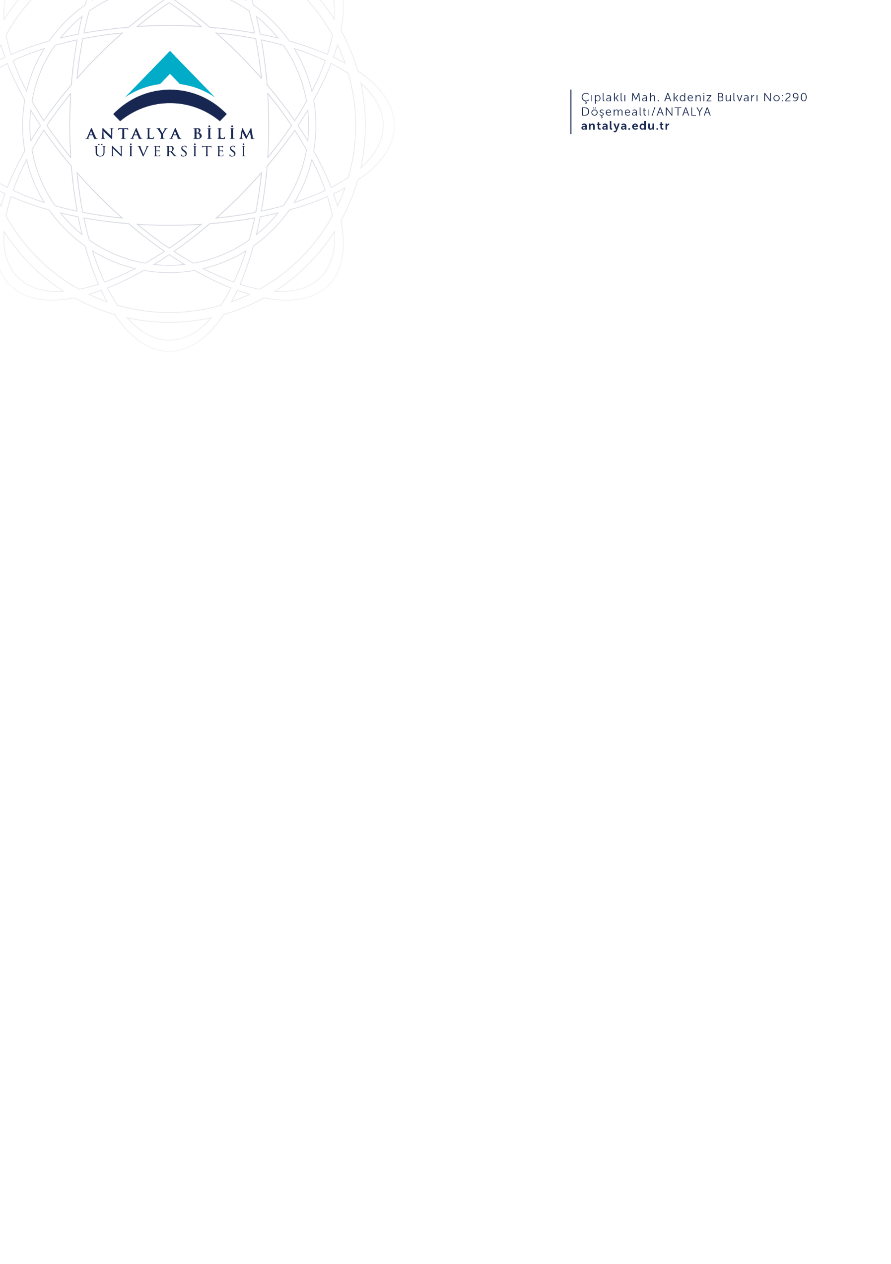 ANTALYA BİLİM
ÜNİVERSİTESİ
Çıplaklı Mah. Akdeniz Bulvarı No:290
Döşemealtı/ANTALYA
antalya.edu.tr